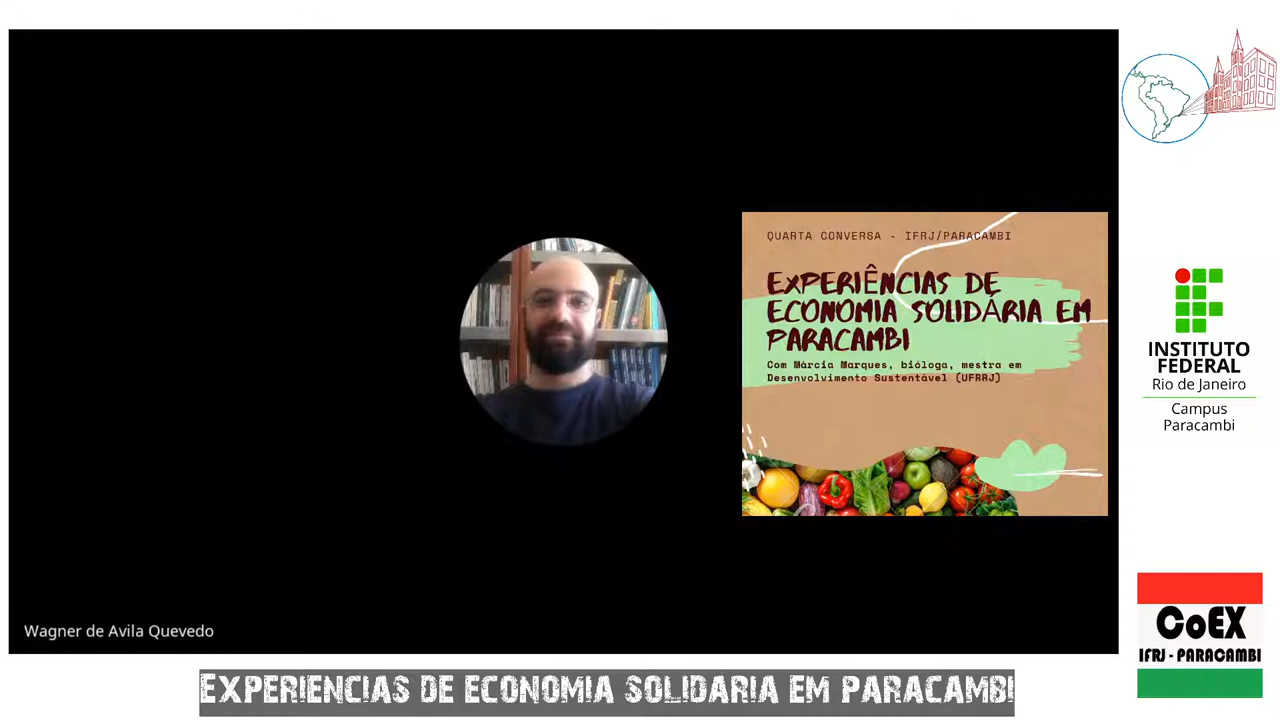 QUARTA CONVERSA - IFRJ/PARACAMBI
EXPERIÊNCIAS DE
ECONOMIA SOLIDÁRIA EM
PARACAMBI
Com Márcia Marques, bióloga, mestra em
Desenvolvimento Sustentável (UFRRJ)
INSTITUTO
FEDERAL
Rio de Janeiro
Campus
Paracambi
Wagner de Avila Quevedo
CoEX
IFRJ - PARACAMBI
EXPERIENCIAS DE ECONOMIA SOLIDARIA EM PARACAMBI